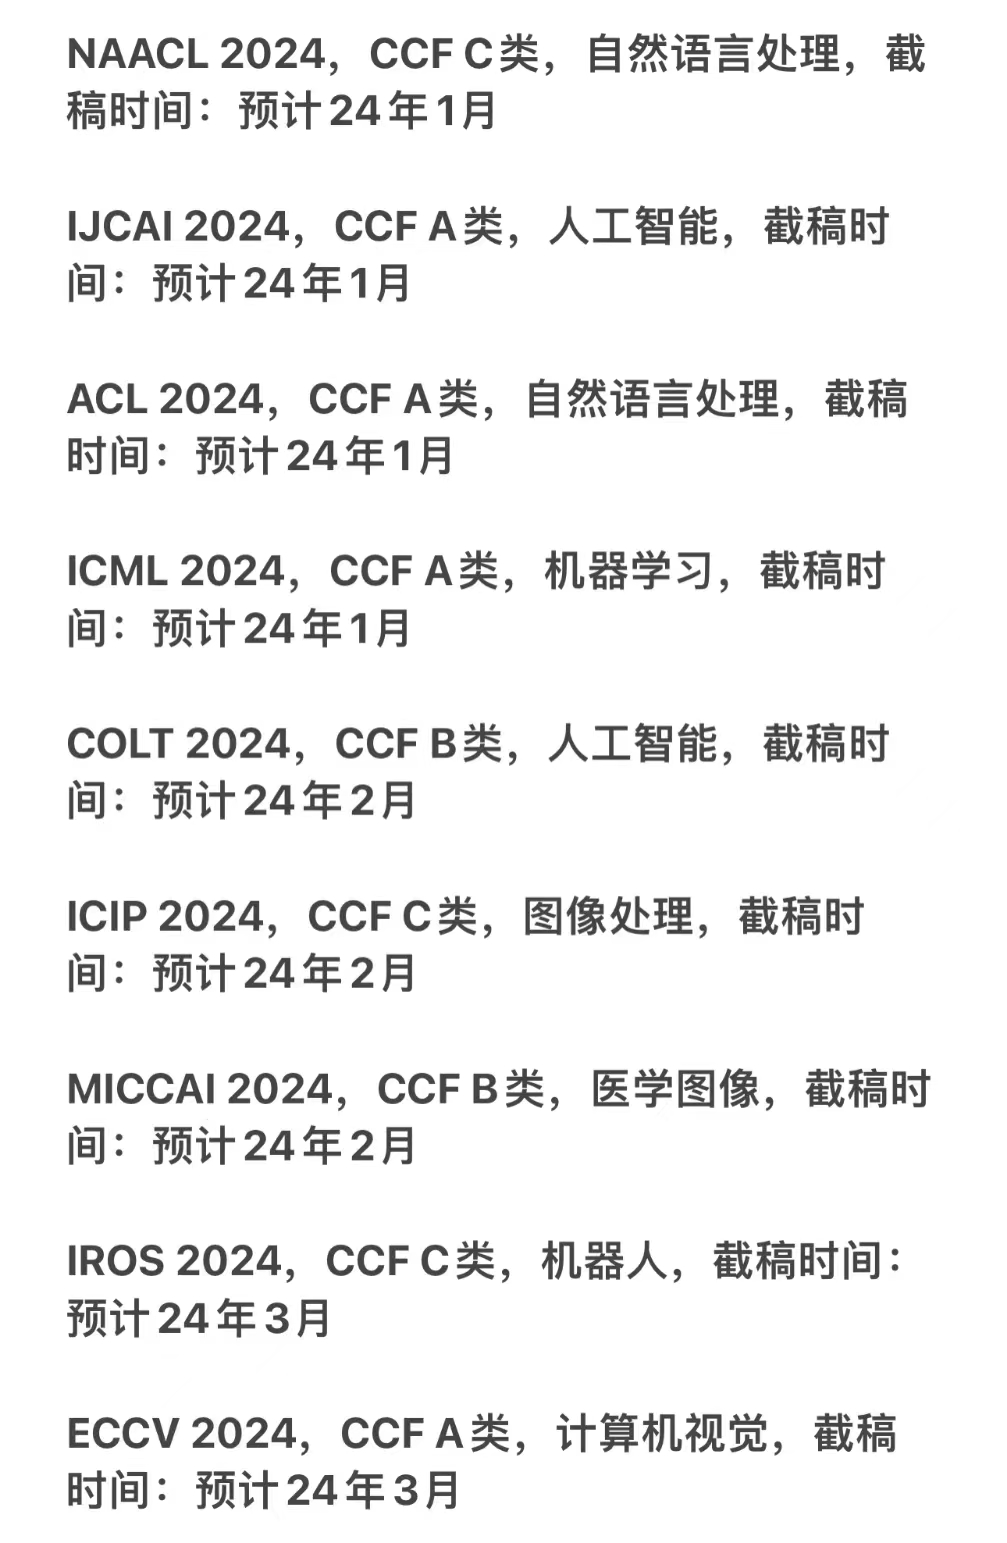 NAACL 2024，CCF C类，自然语言处理，截
稿时间：预计24年1月
IJCAI 2024，CCF A类，人工智能，截稿时
间：预计24年1月
ACL 2024，CCF A类，自然语言处理，截稿
时间：预计24年1月
ICML 2024，CCF A类，机器学习，截稿时
间：预计24年1月
COLT 2024，CCF B类，人工智能，截稿时
间：预计24年2月
ICIP 2024，CCF C类，图像处理，截稿时
间：预计24年2月
MICCAI 2024，CCF B类，医学图像，截稿时
间：预计24年2月
IROS 2024，CCF C类，机器人，截稿时间：
预计24年3月
ECCV 2024，CCF A类，计算机视觉，截稿
时间：预计24年3月